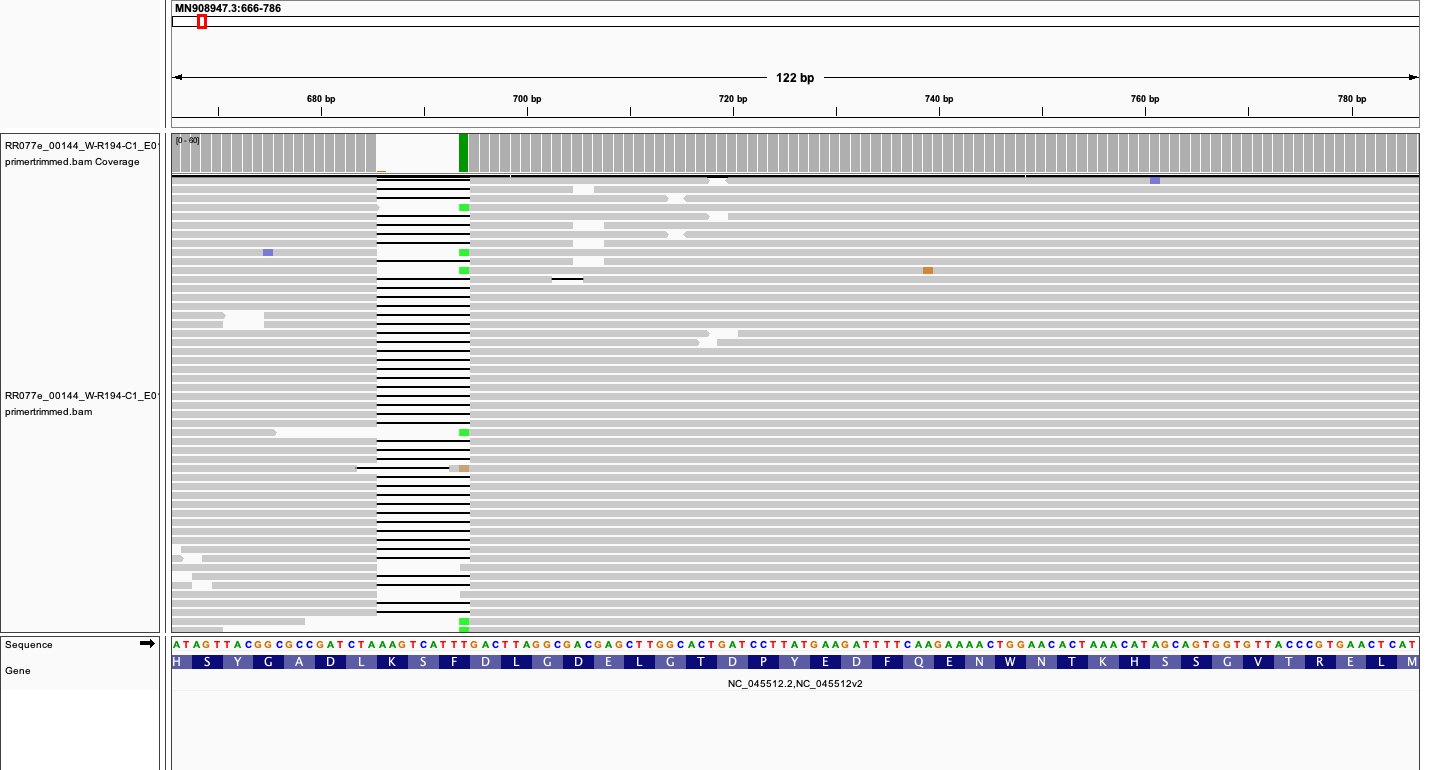 MN908947.3:666-786
122 bp
680 bp 700 bp 720 bp 740 bp 760 bp 780 bp
[0 - 60]
RR077e_00144_W-R194-C1_E0
primertrimmed.bam Coverage
RR077e_00144_W-R194-C1_E0
primertrimmed.bam
Sequence
ATAGTTACGGCGCCGATCTAAAGTCATTTGACTTAGGCGACGAGCTTGGCACTGATCCTTATGAAGATTTTCAAGAAAACTGGAACACTAAACATAGCAGTGGTGTTACCCGTGAACTCAT
Gene
H S Y G A D L K S F D L G D E L G T D P Y E D F Q E N W N T K H S S G V T R E L M
NC_045512.2,NC_045512v2